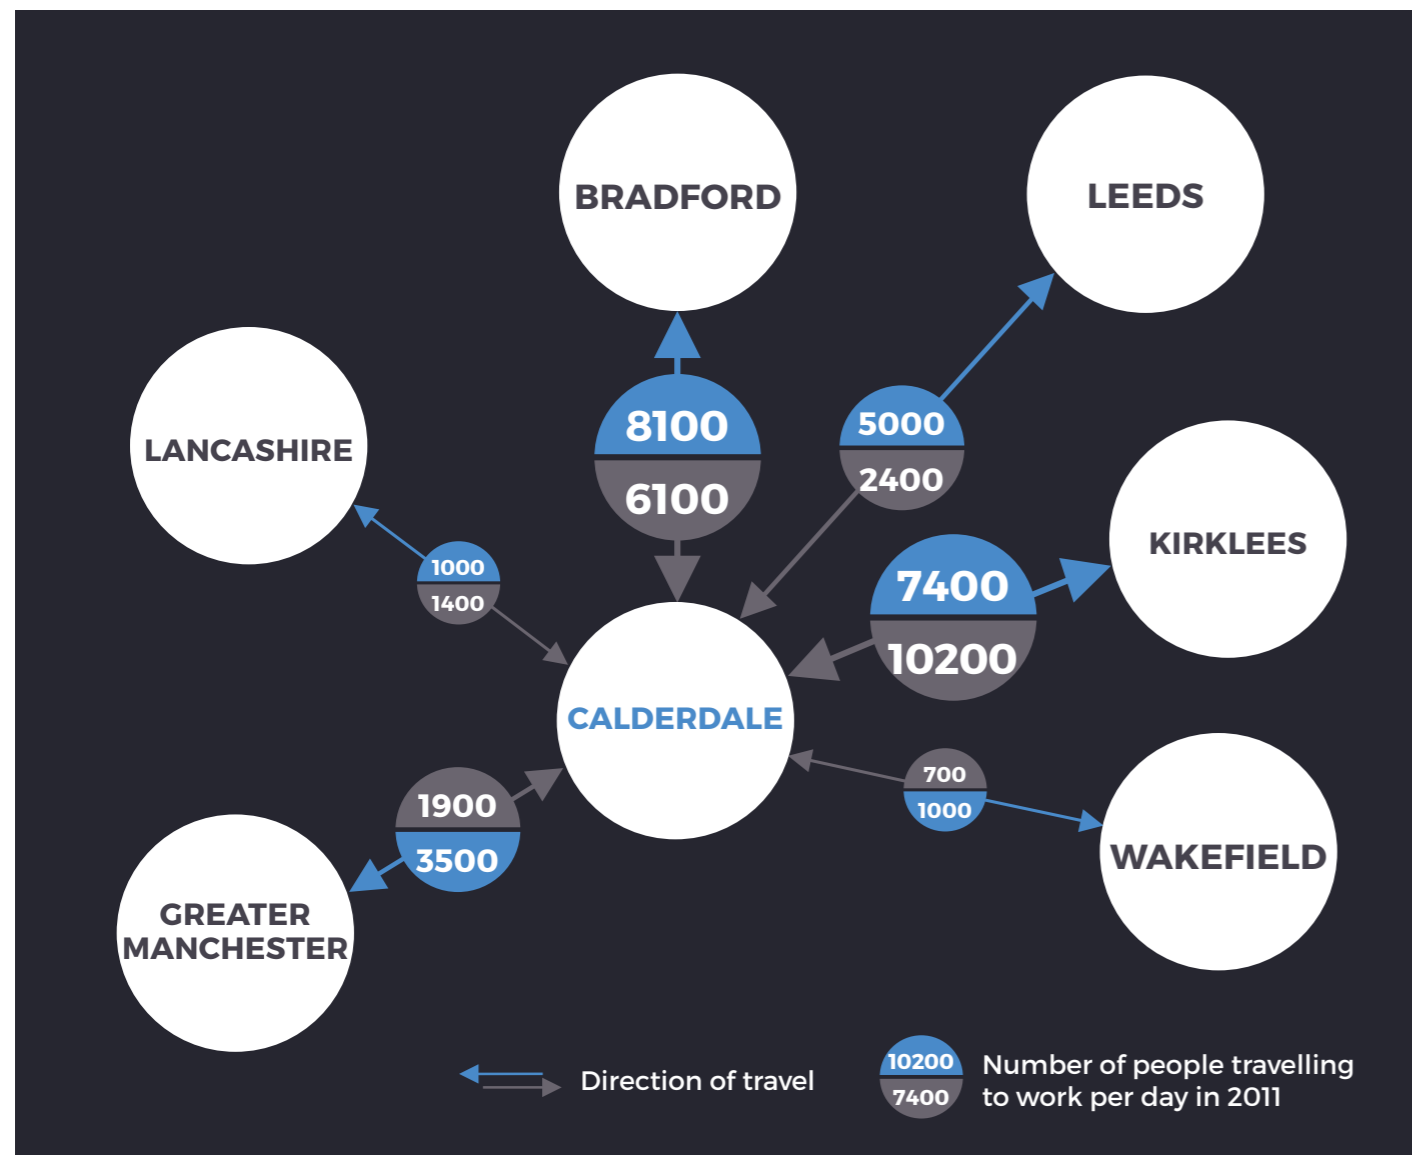 BRADFORD
LEEDS
8100
6100
5000
2400
LANCASHIRE
1000
1400
KIRKLEES
7400
10200
CALDERDALE
700
1000
WAKEFIELD
1900
3500
GREATER
MANCHESTER
Direction of travel
10200
7400
Number of people travelling
to work per day in 2011